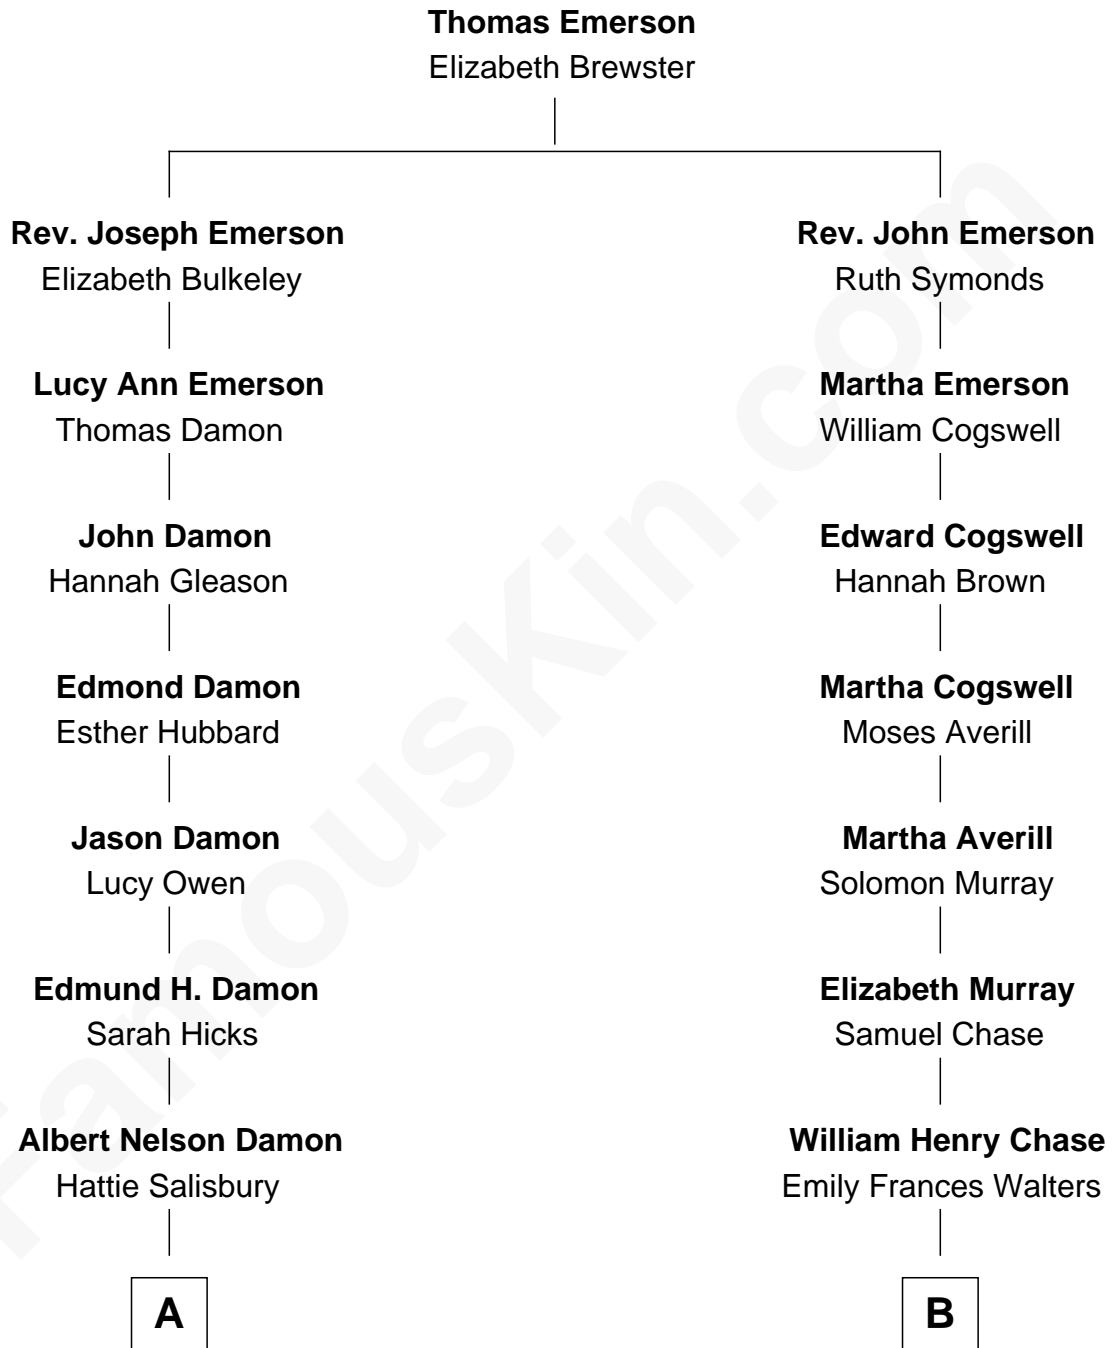 Thomas Emerson
Elizabeth Brewster
Rev. Joseph Emerson
Elizabeth Bulkeley
Lucy Ann Emerson
Thomas Damon
John Damon
Hannah Gleason
Edmond Damon
Esther Hubbard
Jason Damon
Lucy Owen
Edmund H. Damon
Sarah Hicks
Albert Nelson Damon
Hattie Salisbury
A
Rev. John Emerson
Ruth Symonds
Martha Emerson
William Cogswell
Edward Cogswell
Hannah Brown
Martha Cogswell
Moses Averill
Martha Averill
Solomon Murray
Elizabeth Murray
Samuel Chase
William Henry Chase
Emily Frances Walters
B
FamousKin.com